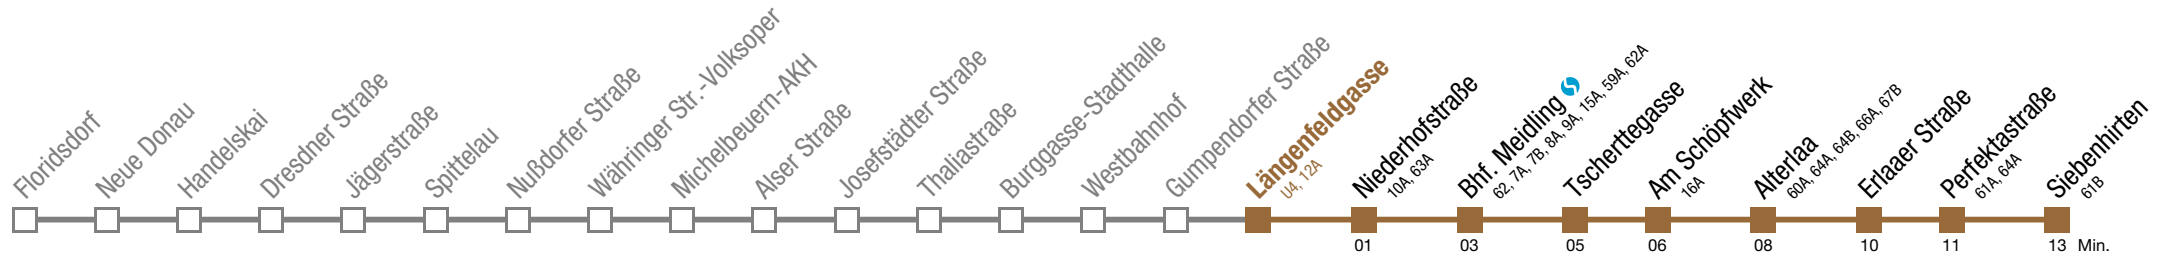 Floridsdorf
Neue Donau
Handelskai
Dresdner Straße
Jägerstraße
Spittelau
Nußdorfer Straße
Währinger Str.-Volksoper
Michelbeuern-AKH
Alser Straße
Josefstädter Straße
Thaliastraße
Burggasse-Stadthalle
Westbahnhof
Gumpendorfer Straße
Längenfeldgasse
U4, 12A
Niederhofstraße
10A, 63A
Bhf. Meidling
62, 7A, 7B, 8A, 9A, 15A, 59A, 62A
Tscherttegasse
Am Schöpfwerk
16A
Alterlaa
60A, 64A, 64B, 66A, 67B
Erlaaer Straße
Perfektastraße
61A, 64A
Siebenhirten
61B
01 03 05 06 08 10 11 13 Min.